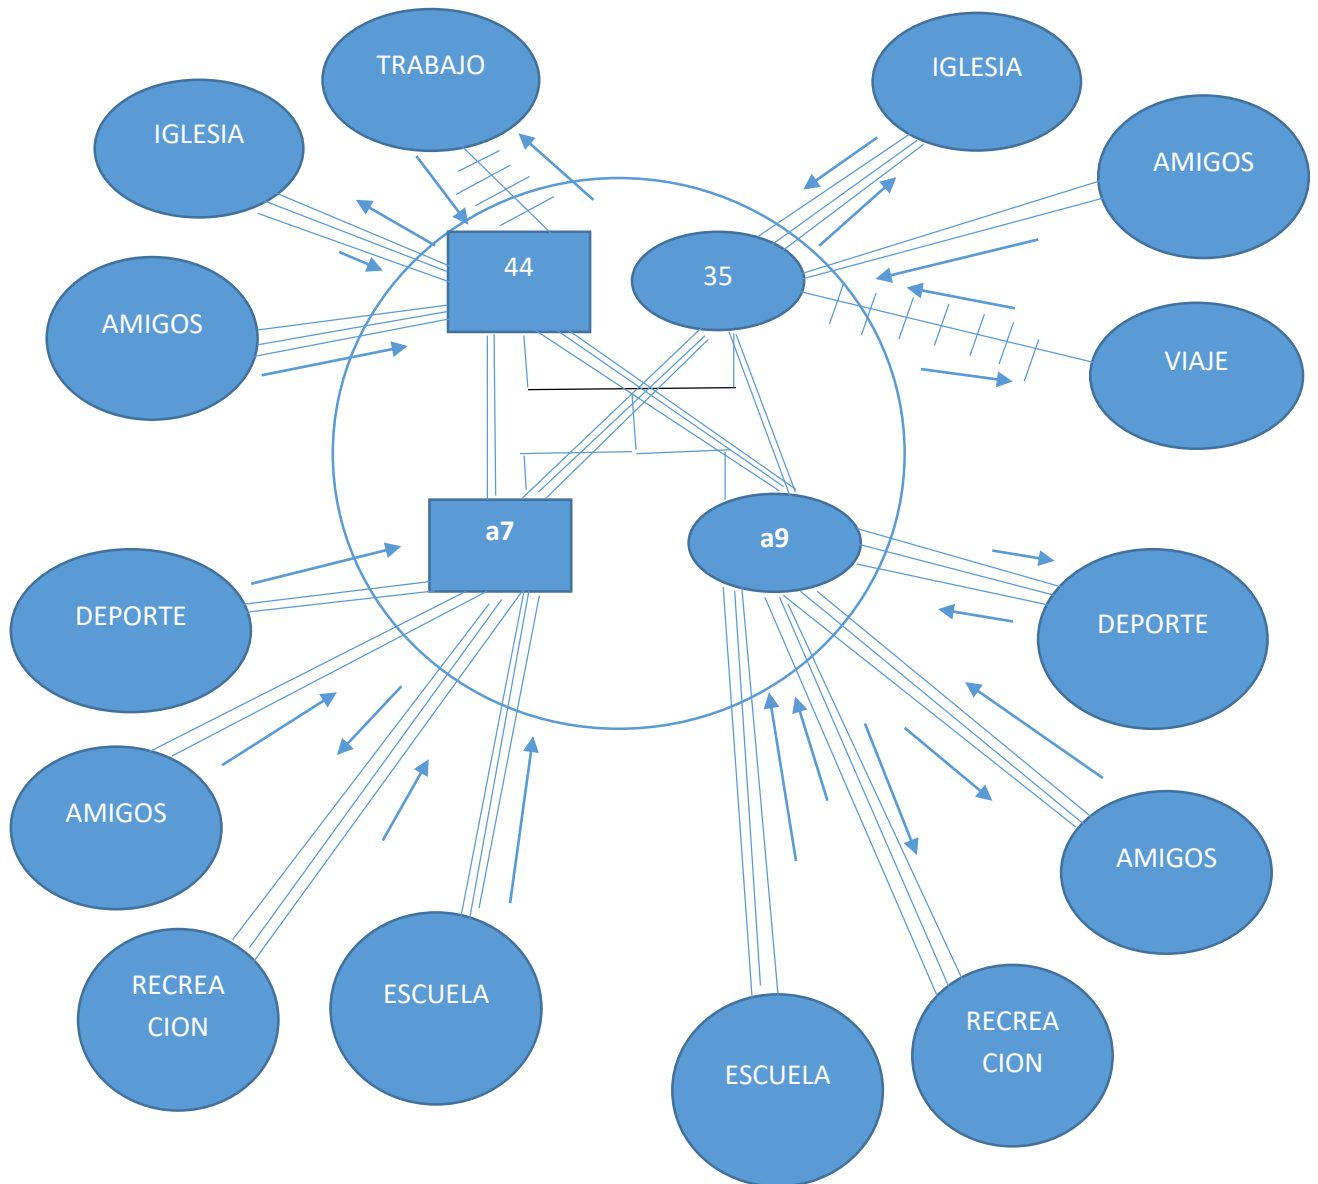 TRABAJO
IGLESIA
IGLESIA
AMIGOS
44
35
AMIGOS
VIAJE
a7
a9
DEPORTE
DEPORTE
AMIGOS
AMIGOS
RECREA
CION
ESCUELA
ESCUELA
RECREA
CION